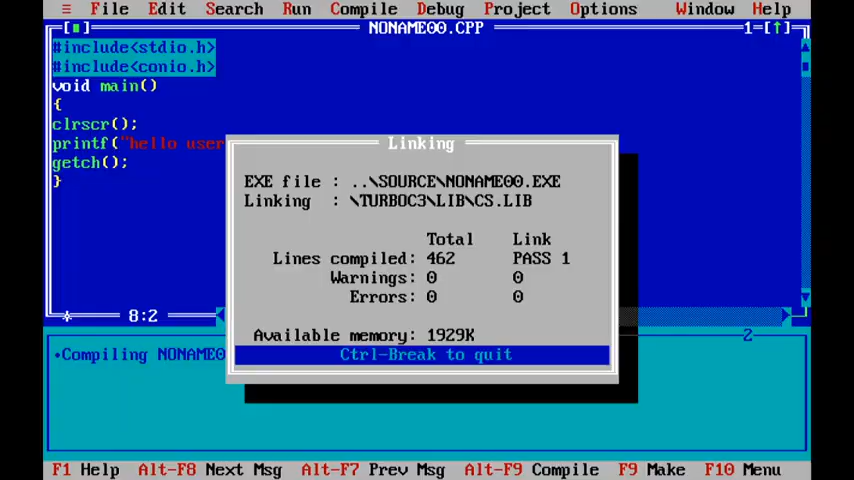 ≡ File Edit Search Run Compile Debug Project Options Window Help
NONAME00.CPP 1=[↑]
#include<stdio.h>
#include<conio.h>
void main()
{
clrscr();
printf("hello user
getch();
}
Linking
EXE file : ..\SOURCE\NONAME00.EXE
Linking : \TURBOC3\LIB\CS.LIB
Total Link
Lines compiled: 462 PASS 1
Warnings: 0 0
Errors: 0 0
Available memory: 1929K
Ctrl-Break to quit
* 8:2
2
•Compiling NONAME0
F1 Help Alt-F8 Next Msg Alt-F7 Prev Msg Alt-F9 Compile F9 Make F10 Menu